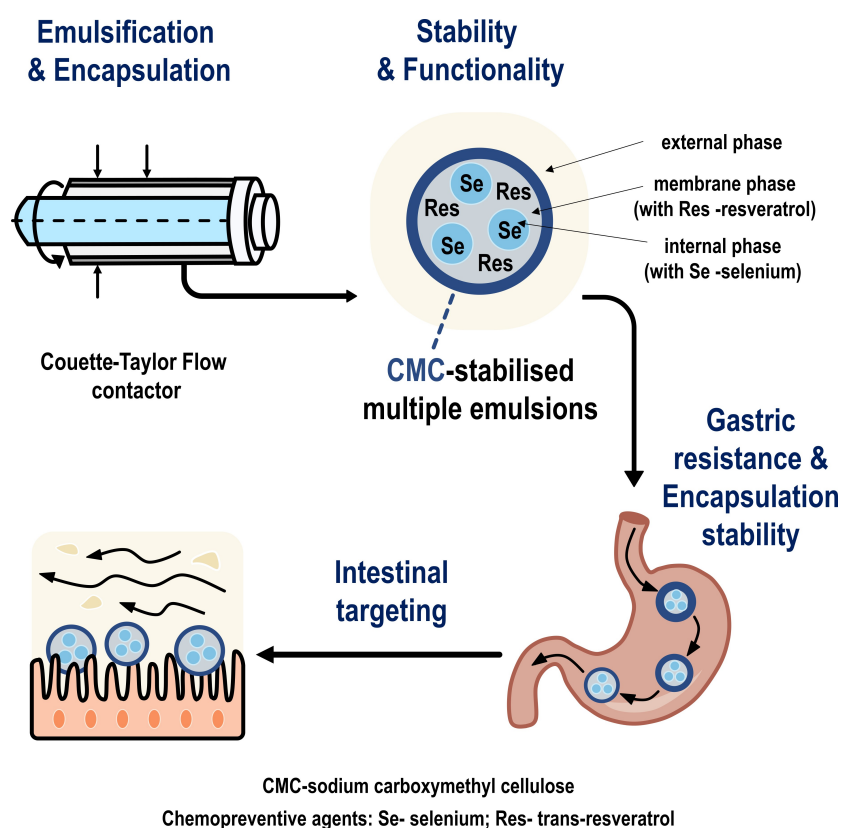 Emulsification
& Encapsulation
Stability
& Functionality
external phase
membrane phase
(with Res -resveratrol)
internal phase
(with Se -selenium)
Se
Res
Res
Se
Se
Res
Couette-Taylor Flow
contactor
CMC-stabilised
multiple emulsions
Gastric
resistance &
Encapsulation
stability
Intestinal
targeting
CMC-sodium carboxymethyl cellulose
Chemopreventive agents: Se- selenium; Res- trans-resveratrol